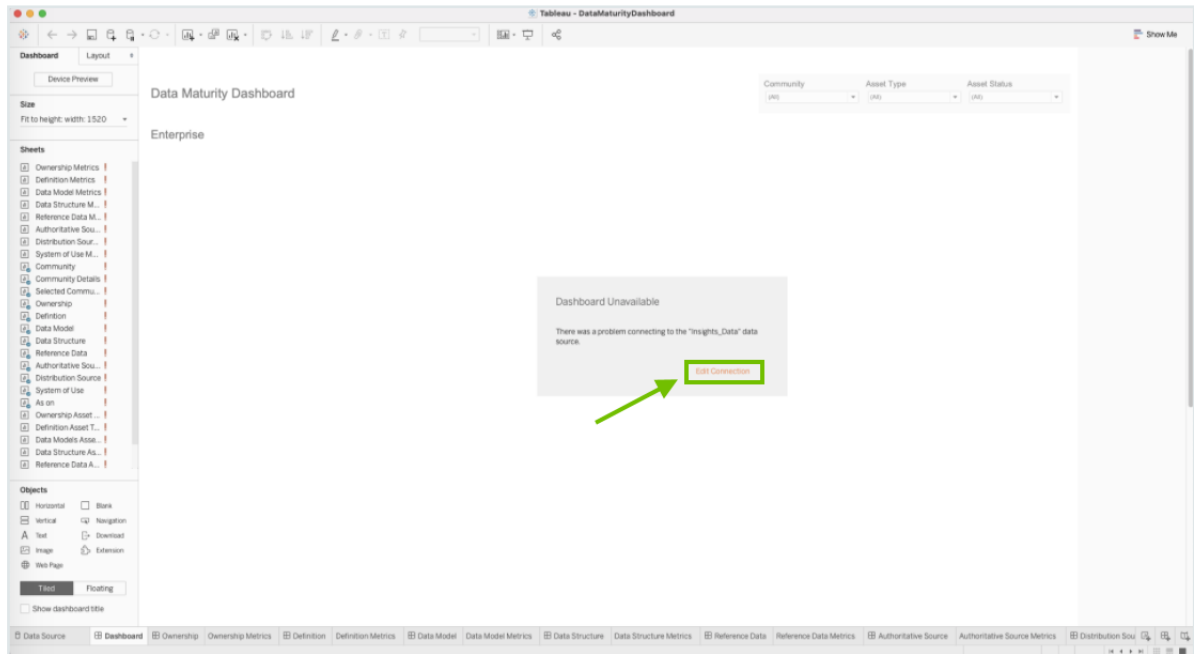 Tableau - DataMaturityDashboard
Show Me
Dashboard
Layout
Device Preview
Size
Fit to height: width: 1520
Sheets
Ownership Metrics !
Definition Metrics !
Data Model Metrics !
Data Structure M... !
Reference Data M... !
Authoritative Sou... !
Distribution Sour... !
System of Use M... !
Community !
Community Details !
Selected Commu... !
Ownership !
Defintion !
Data Model !
Data Structure !
Reference Data !
Authoritative Sou... !
Distribution Source !
System of Use !
As on !
Ownership Asset ... !
Definition Asset T... !
Data Models Asse... !
Data Structure As... !
Reference Data A... !
Objects
Horizontal Blank
Vertical Navigation
Text Download
Image Extension
Web Page
Tiled Floating
Show dashboard title
Data Maturity Dashboard
Enterprise
Community Asset Type Asset Status
(All) (All) (All)
Dashboard Unavailable
There was a problem connecting to the "Insights_Data" data
source.
Edit Connection
Data Source Dashboard Ownership Ownership Metrics Definition Definition Metrics Data Model Data Model Metrics Data Structure Data Structure Metrics Reference Data Reference Data Metrics Authoritative Source Authoritative Source Metrics Distribution Sou